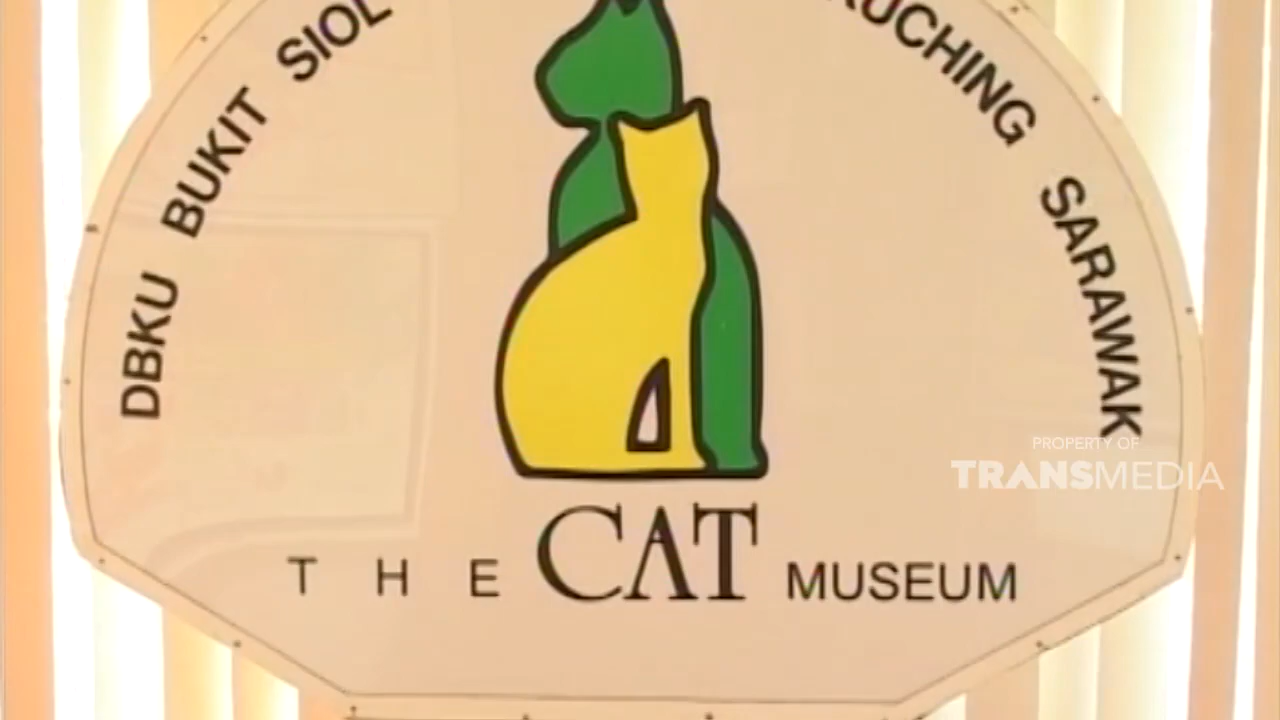 DBKU BUKIT SIOL
KUCHING SARAWAK
THE CAT MUSEUM
PROPERTY OF
TRANSMEDIA